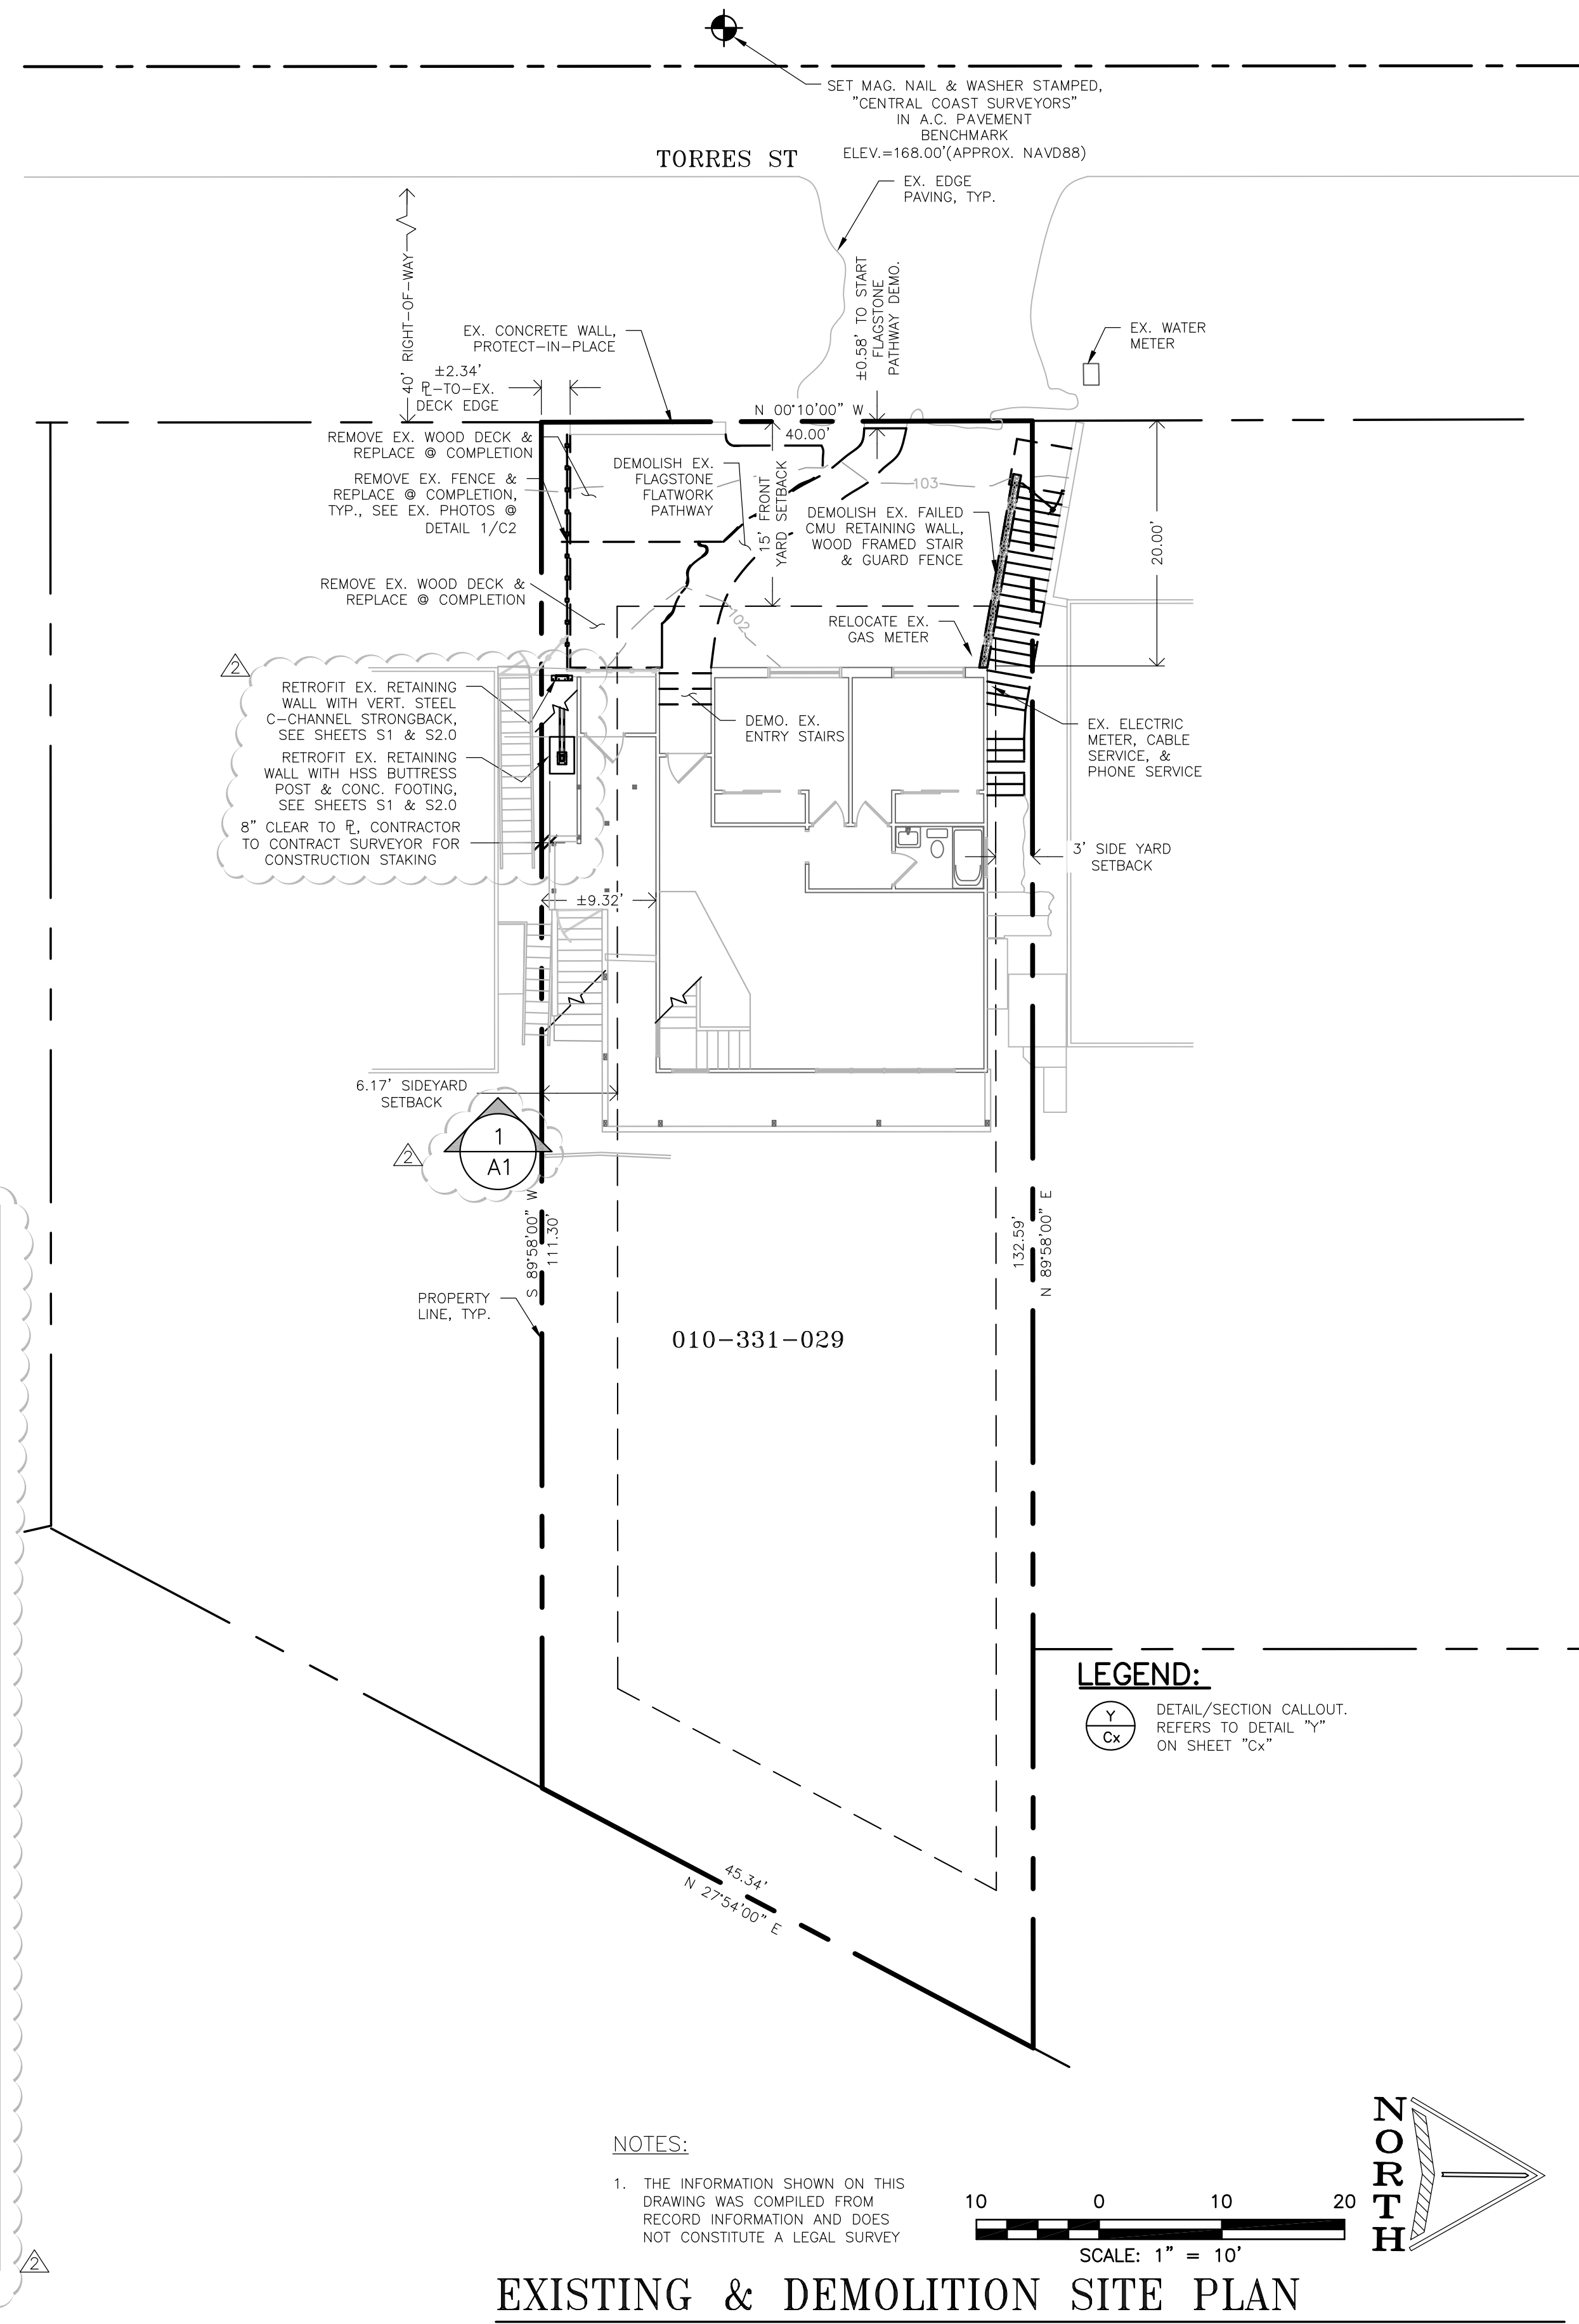 SET MAG. NAIL & WASHER STAMPED,
"CENTRAL COAST SURVEYORS"
IN A.C. PAVEMENT
BENCHMARK
ELEV.=168.00'(APPROX. NAVD88)
TORRES ST
EX. EDGE
PAVING, TYP.
40' RIGHT-OF-WAY
±0.58' TO START
FLAGSTONE
PATHWAY DEMO.
EX. CONCRETE WALL,
PROTECT-IN-PLACE
EX. WATER
METER
±2.34'
PL-TO-EX.
DECK EDGE
N 00°10'00" W
40.00'
REMOVE EX. WOOD DECK &
REPLACE @ COMPLETION
REMOVE EX. FENCE &
REPLACE @ COMPLETION,
TYP., SEE EX. PHOTOS @
DETAIL 1/C2
DEMOLISH EX.
FLAGSTONE
FLATWORK
PATHWAY
15' FRONT
YARD SETBACK
103
DEMOLISH EX. FAILED
CMU RETAINING WALL,
WOOD FRAMED STAIR
& GUARD FENCE
20.00'
REMOVE EX. WOOD DECK &
REPLACE @ COMPLETION
102
RELOCATE EX.
GAS METER
2
RETROFIT EX. RETAINING
WALL WITH VERT. STEEL
C-CHANNEL STRONGBACK,
SEE SHEETS S1 & S2.0
RETROFIT EX. RETAINING
WALL WITH HSS BUTTRESS
POST & CONC. FOOTING,
SEE SHEETS S1 & S2.0
8" CLEAR TO PL, CONTRACTOR
TO CONTRACT SURVEYOR FOR
CONSTRUCTION STAKING
DEMO. EX.
ENTRY STAIRS
EX. ELECTRIC
METER, CABLE
SERVICE, &
PHONE SERVICE
3' SIDE YARD
SETBACK
±9.32'
6.17' SIDEYARD
SETBACK
1
A1
2
S 89°58'00" W
111.30'
132.59'
N 89°58'00" E
PROPERTY
LINE, TYP.
010-331-029
LEGEND:
Y
Cx
DETAIL/SECTION CALLOUT.
REFERS TO DETAIL "Y"
ON SHEET "Cx"
45.34'
N 27°54'00" E
NOTES:
1. THE INFORMATION SHOWN ON THIS
DRAWING WAS COMPILED FROM
RECORD INFORMATION AND DOES
NOT CONSTITUTE A LEGAL SURVEY
10 0 10 20
SCALE: 1" = 10'
NORTH
2
EXISTING & DEMOLITION SITE PLAN